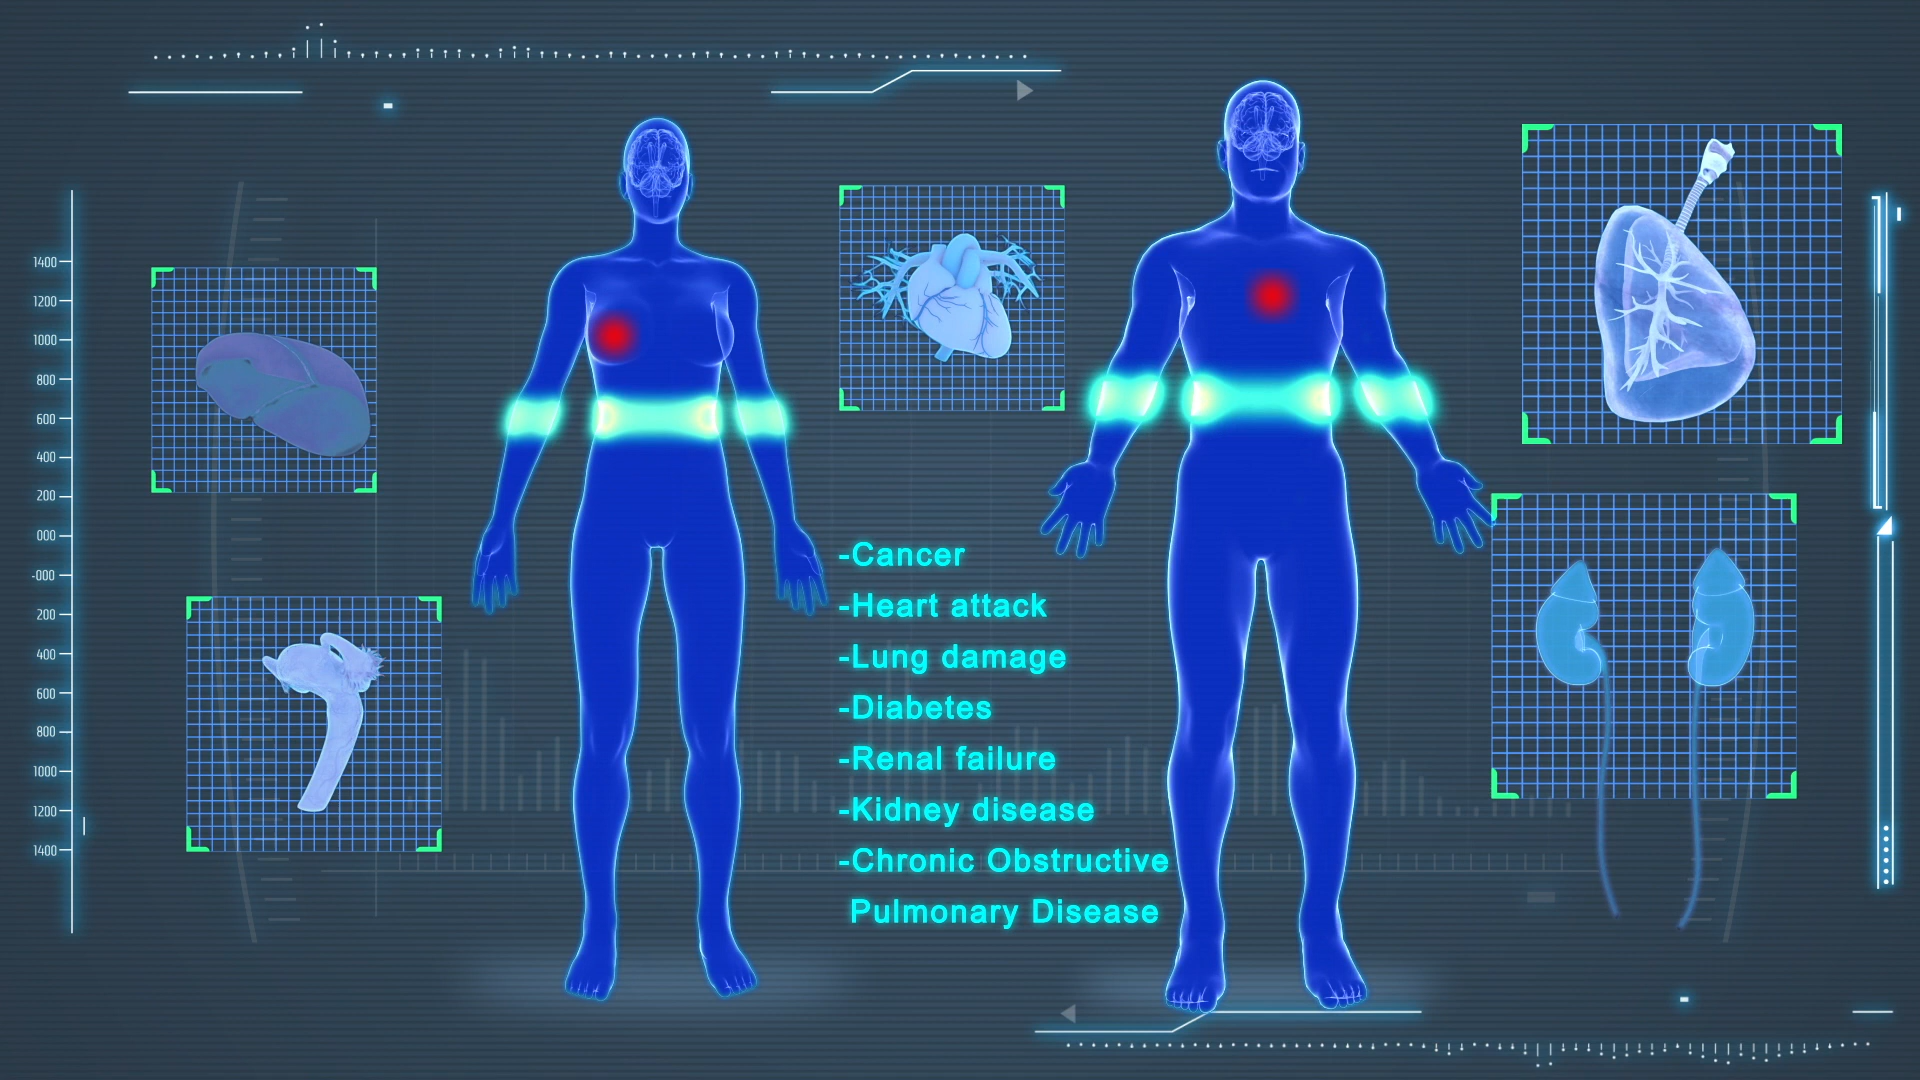 1400
1200
1000
800
600
400
200
000
-000
200
400
600
800
1000
1200
1400
-Cancer
-Heart attack
-Lung damage
-Diabetes
-Renal failure
-Kidney disease
-Chronic Obstructive
Pulmonary Disease